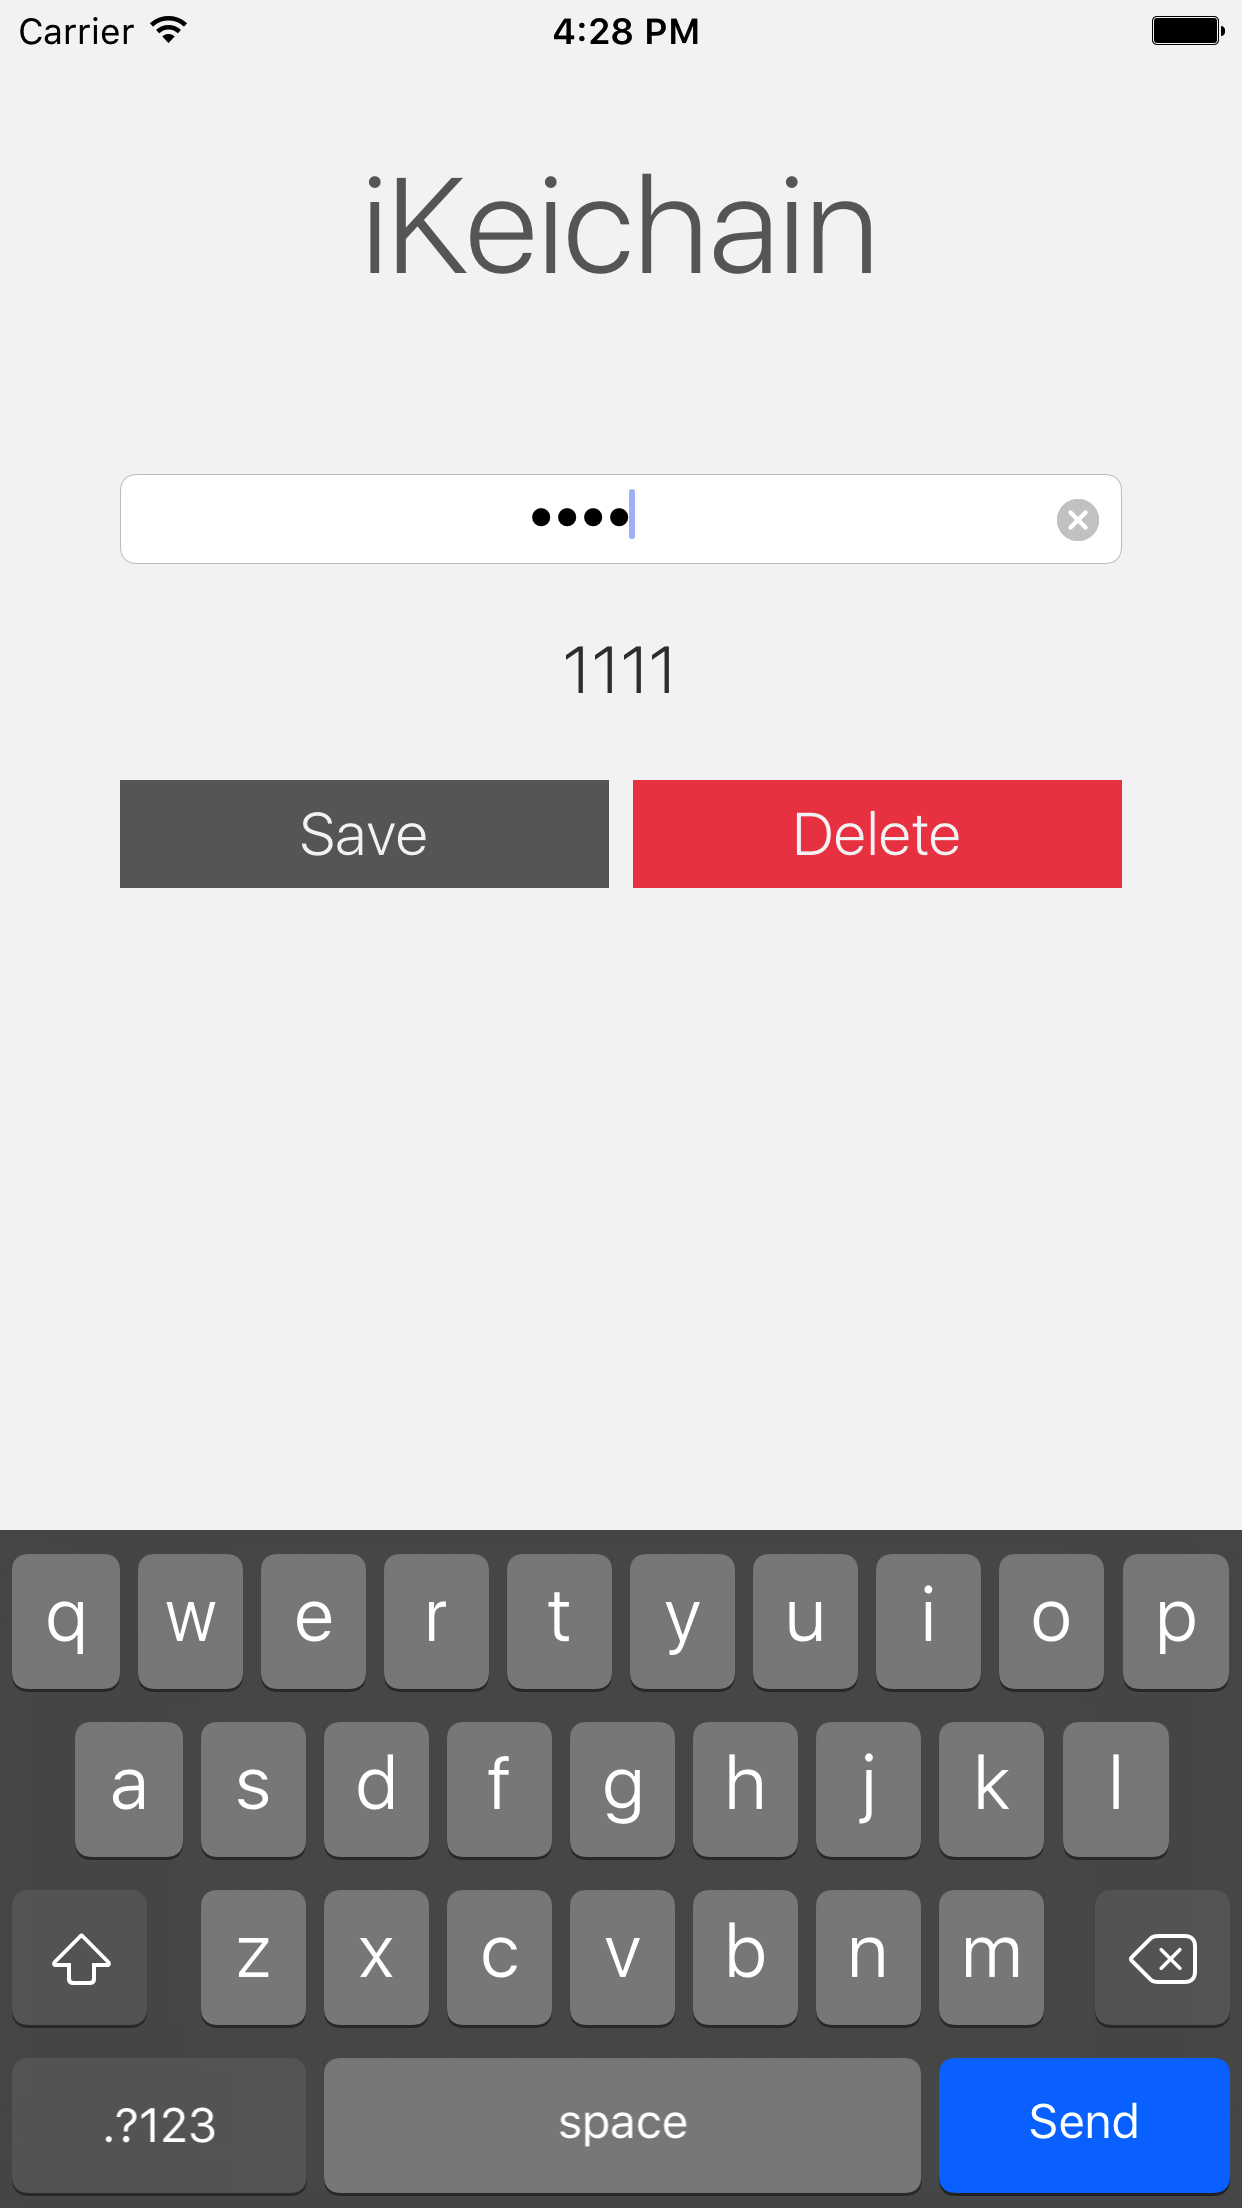 Carrier 4:28 PM
iKeichain
••••
1111
Save Delete
q w e r t y u i o p
a s d f g h j k l
z x c v b n m
.?123 space Send